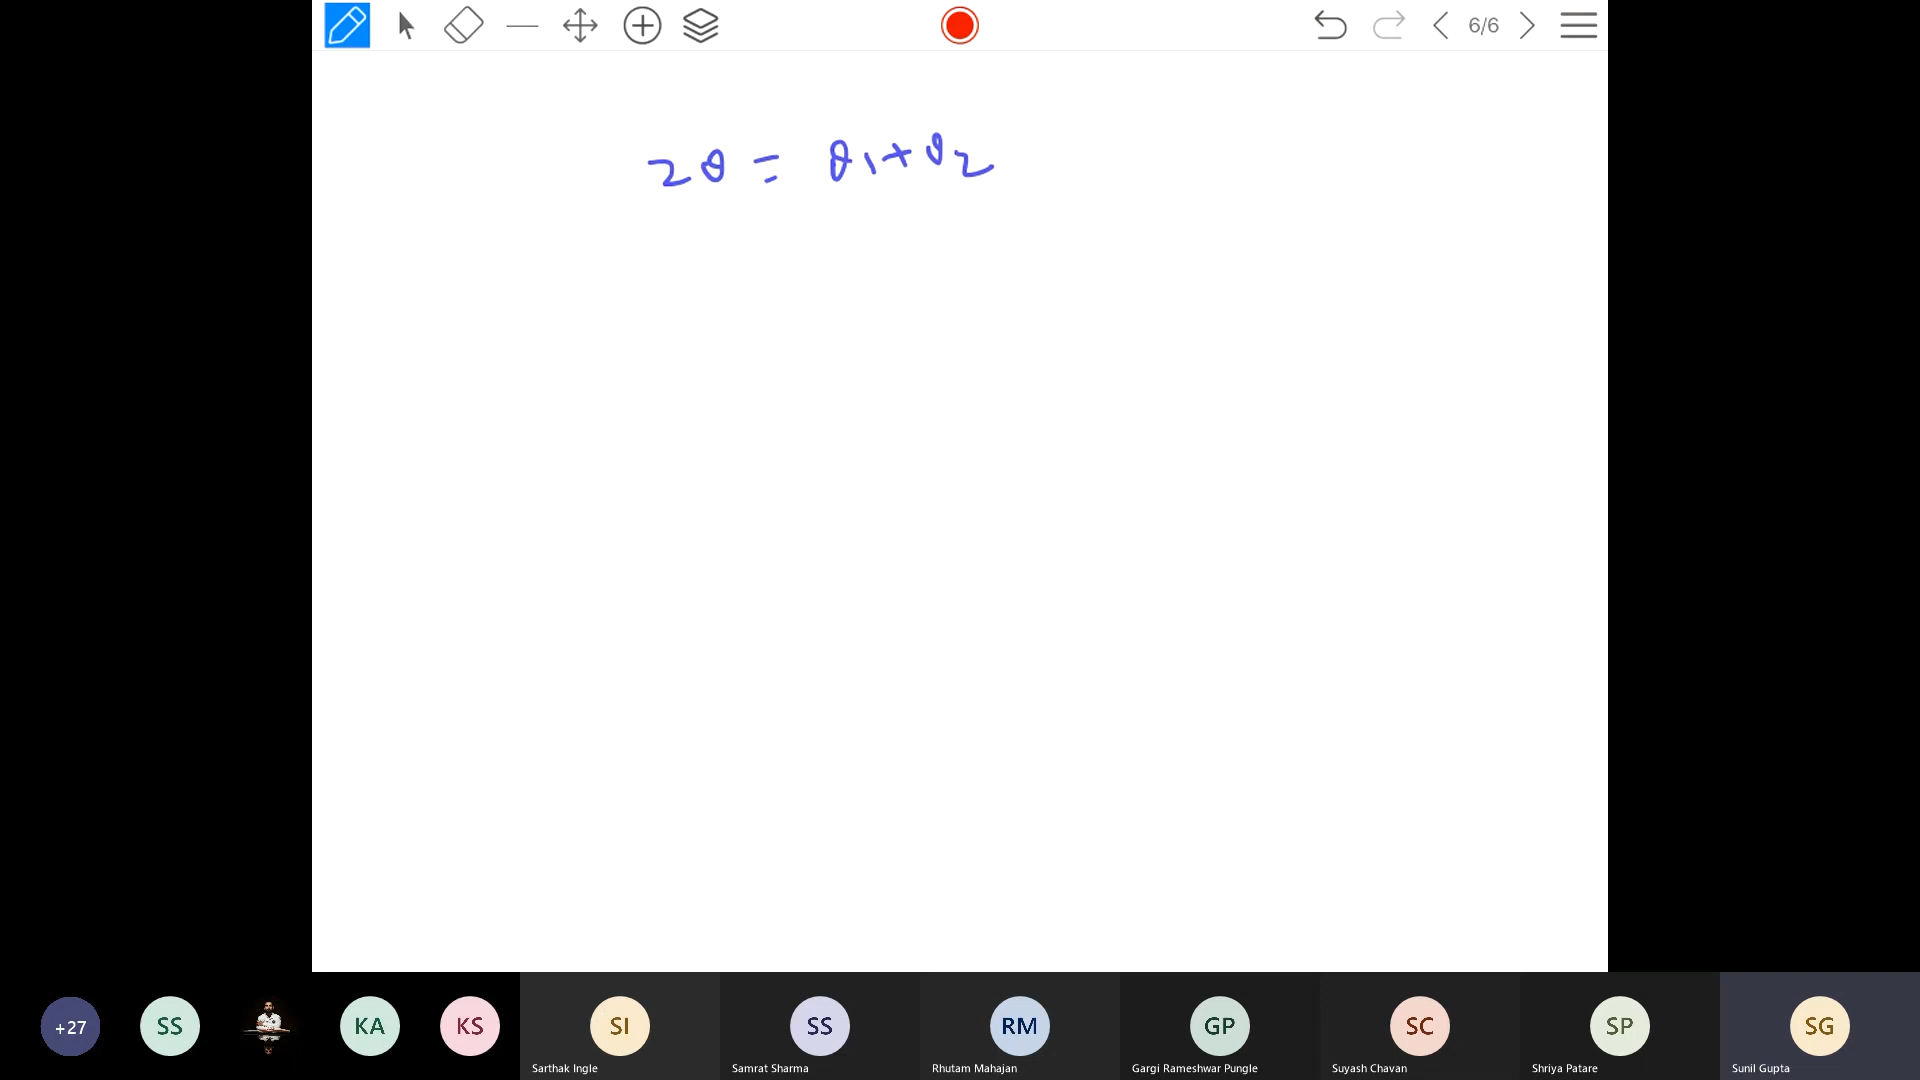 6/6
2θ = θ1+θ2
+27
SS
KA
KS
SI
SS
RM
GP
SC
SP
SG
Sarthak Ingle
Samrat Sharma
Rhutam Mahajan
Gargi Rameshwar Pungle
Suyash Chavan
Shriya Patare
Sunil Gupta